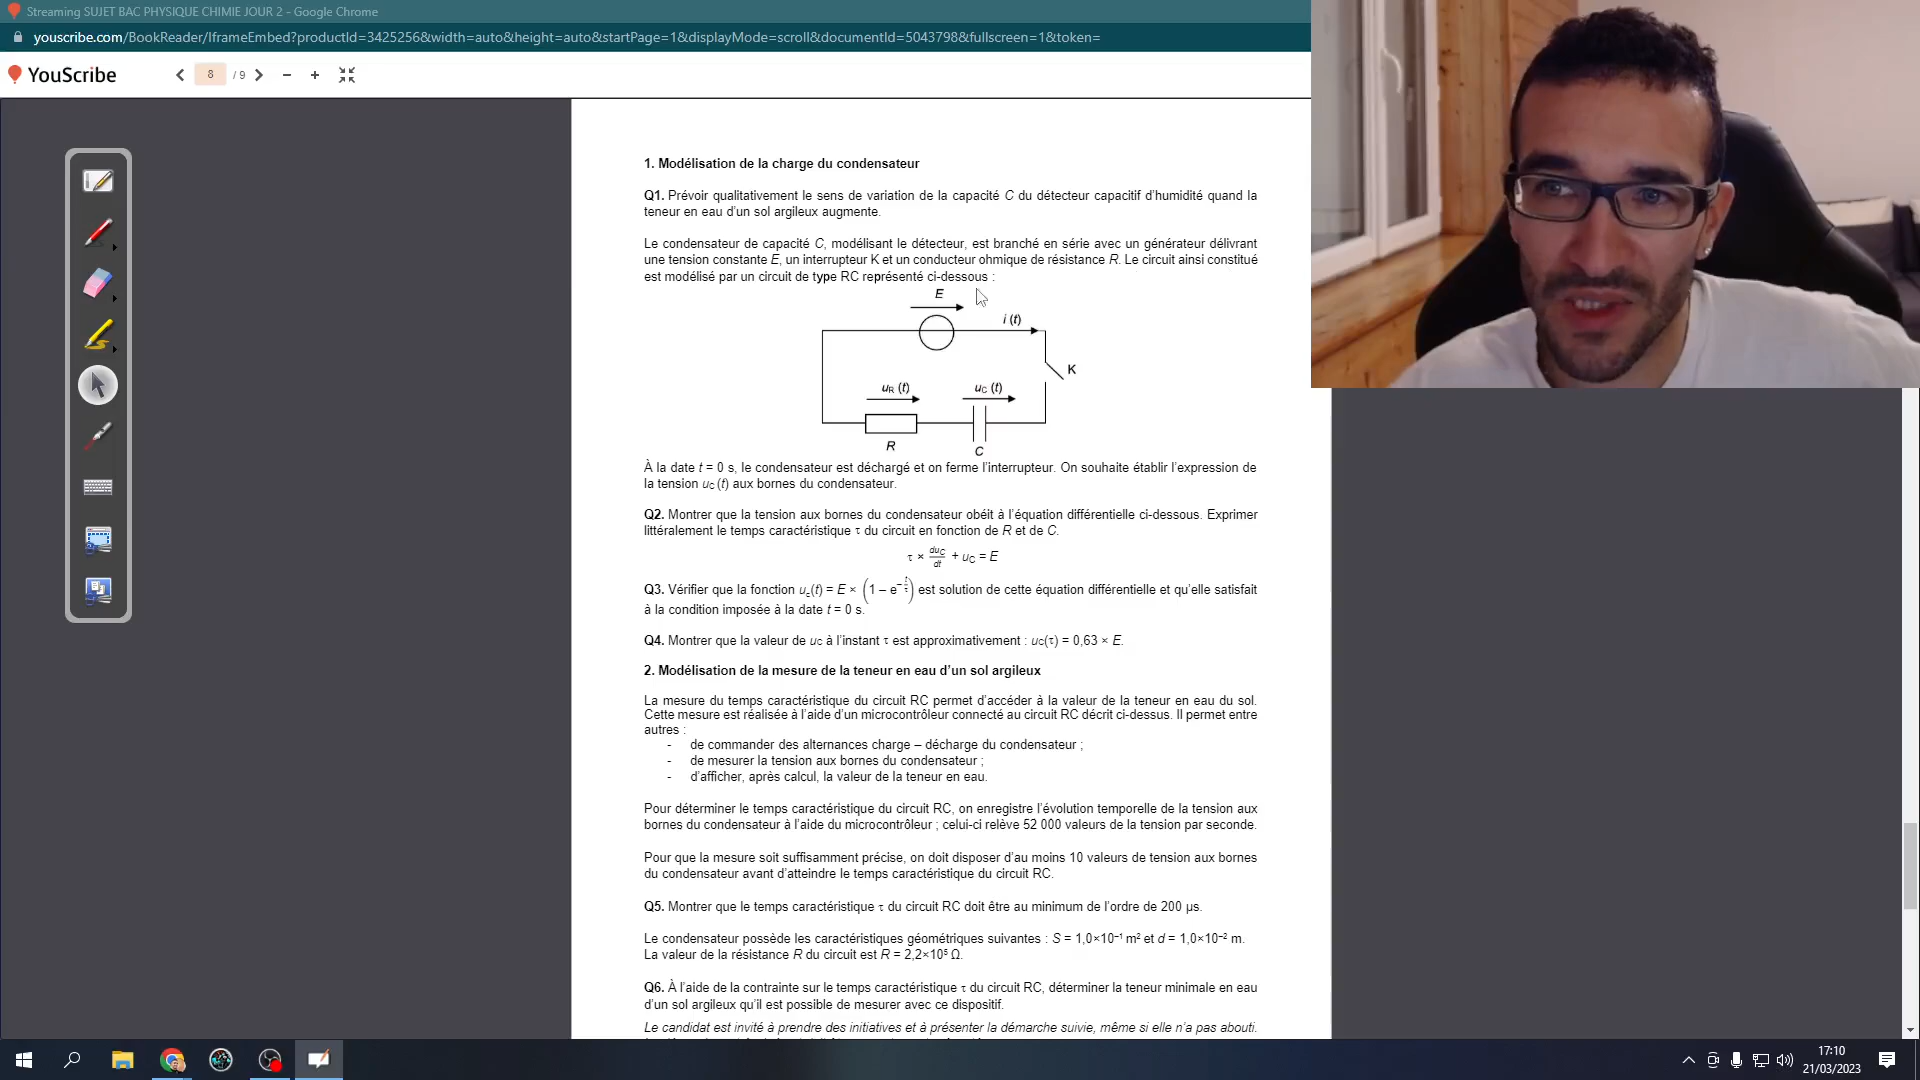 Streaming SUJET BAC PHYSIQUE CHIMIE JOUR 2 - Google Chrome
youscribe.com/BookReader/IframeEmbed?productId=3425256&width=auto&height=auto&startPage=1&displayMode=scroll&documentId=5043798&fullscreen=1&token=
YouScribe
8 / 9
1. Modélisation de la charge du condensateur
Q1. Prévoir qualitativement le sens de variation de la capacité C du détecteur capacitif d'humidité quand la
teneur en eau d'un sol argileux augmente.
Le condensateur de capacité C, modélisant le détecteur, est branché en série avec un générateur délivrant
une tension constante E, un interrupteur K et un conducteur ohmique de résistance R. Le circuit ainsi constitué
est modélisé par un circuit de type RC représenté ci-dessous :
E
i (t)
K
uR (t) uC (t)
R
C
À la date t = 0 s, le condensateur est déchargé et on ferme l'interrupteur. On souhaite établir l'expression de
la tension uC (t) aux bornes du condensateur.
Q2. Montrer que la tension aux bornes du condensateur obéit à l'équation différentielle ci-dessous. Exprimer
littéralement le temps caractéristique τ du circuit en fonction de R et de C.
τ × duC/dt + uC = E
Q3. Vérifier que la fonction uc(t) = E × (1 – e^(–t/τ)) est solution de cette équation différentielle et qu'elle satisfait
à la condition imposée à la date t = 0 s.
Q4. Montrer que la valeur de uC à l'instant τ est approximativement : uC(τ) = 0,63 × E.
2. Modélisation de la mesure de la teneur en eau d'un sol argileux
La mesure du temps caractéristique du circuit RC permet d'accéder à la valeur de la teneur en eau du sol.
Cette mesure est réalisée à l'aide d'un microcontrôleur connecté au circuit RC décrit ci-dessus. Il permet entre
autres :
- de commander des alternances charge – décharge du condensateur ;
- de mesurer la tension aux bornes du condensateur ;
- d'afficher, après calcul, la valeur de la teneur en eau.
Pour déterminer le temps caractéristique du circuit RC, on enregistre l'évolution temporelle de la tension aux
bornes du condensateur à l'aide du microcontrôleur ; celui-ci relève 52 000 valeurs de la tension par seconde.
Pour que la mesure soit suffisamment précise, on doit disposer d'au moins 10 valeurs de tension aux bornes
du condensateur avant d'atteindre le temps caractéristique du circuit RC.
Q5. Montrer que le temps caractéristique τ du circuit RC doit être au minimum de l'ordre de 200 µs.
Le condensateur possède les caractéristiques géométriques suivantes : S = 1,0×10⁻¹ m² et d = 1,0×10⁻² m.
La valeur de la résistance R du circuit est R = 2,2×10⁵ Ω.
Q6. À l'aide de la contrainte sur le temps caractéristique τ du circuit RC, déterminer la teneur minimale en eau
d'un sol argileux qu'il est possible de mesurer avec ce dispositif.
Le candidat est invité à prendre des initiatives et à présenter la démarche suivie, même si elle n'a pas abouti.
17:10
21/03/2023